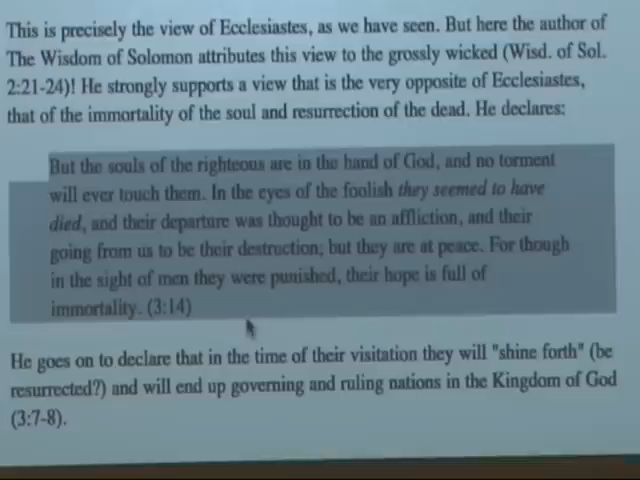 This is precisely the view of Ecclesiastes, as we have seen. But here the author of
The Wisdom of Solomon attributes this view to the grossly wicked (Wisd. of Sol.
2:21-24)! He strongly supports a view that is the very opposite of Ecclesiastes,
that of the immortality of the soul and resurrection of the dead. He declares:
But the souls of the righteous are in the hand of God, and no torment
will ever touch them. In the eyes of the foolish they seemed to have
died, and their departure was thought to be an affliction, and their
going from us to be their destruction; but they are at peace. For though
in the sight of men they were punished, their hope is full of
immortality. (3:14)
He goes on to declare that in the time of their visitation they will "shine forth" (be
resurrected?) and will end up governing and ruling nations in the Kingdom of God
(3:7-8).